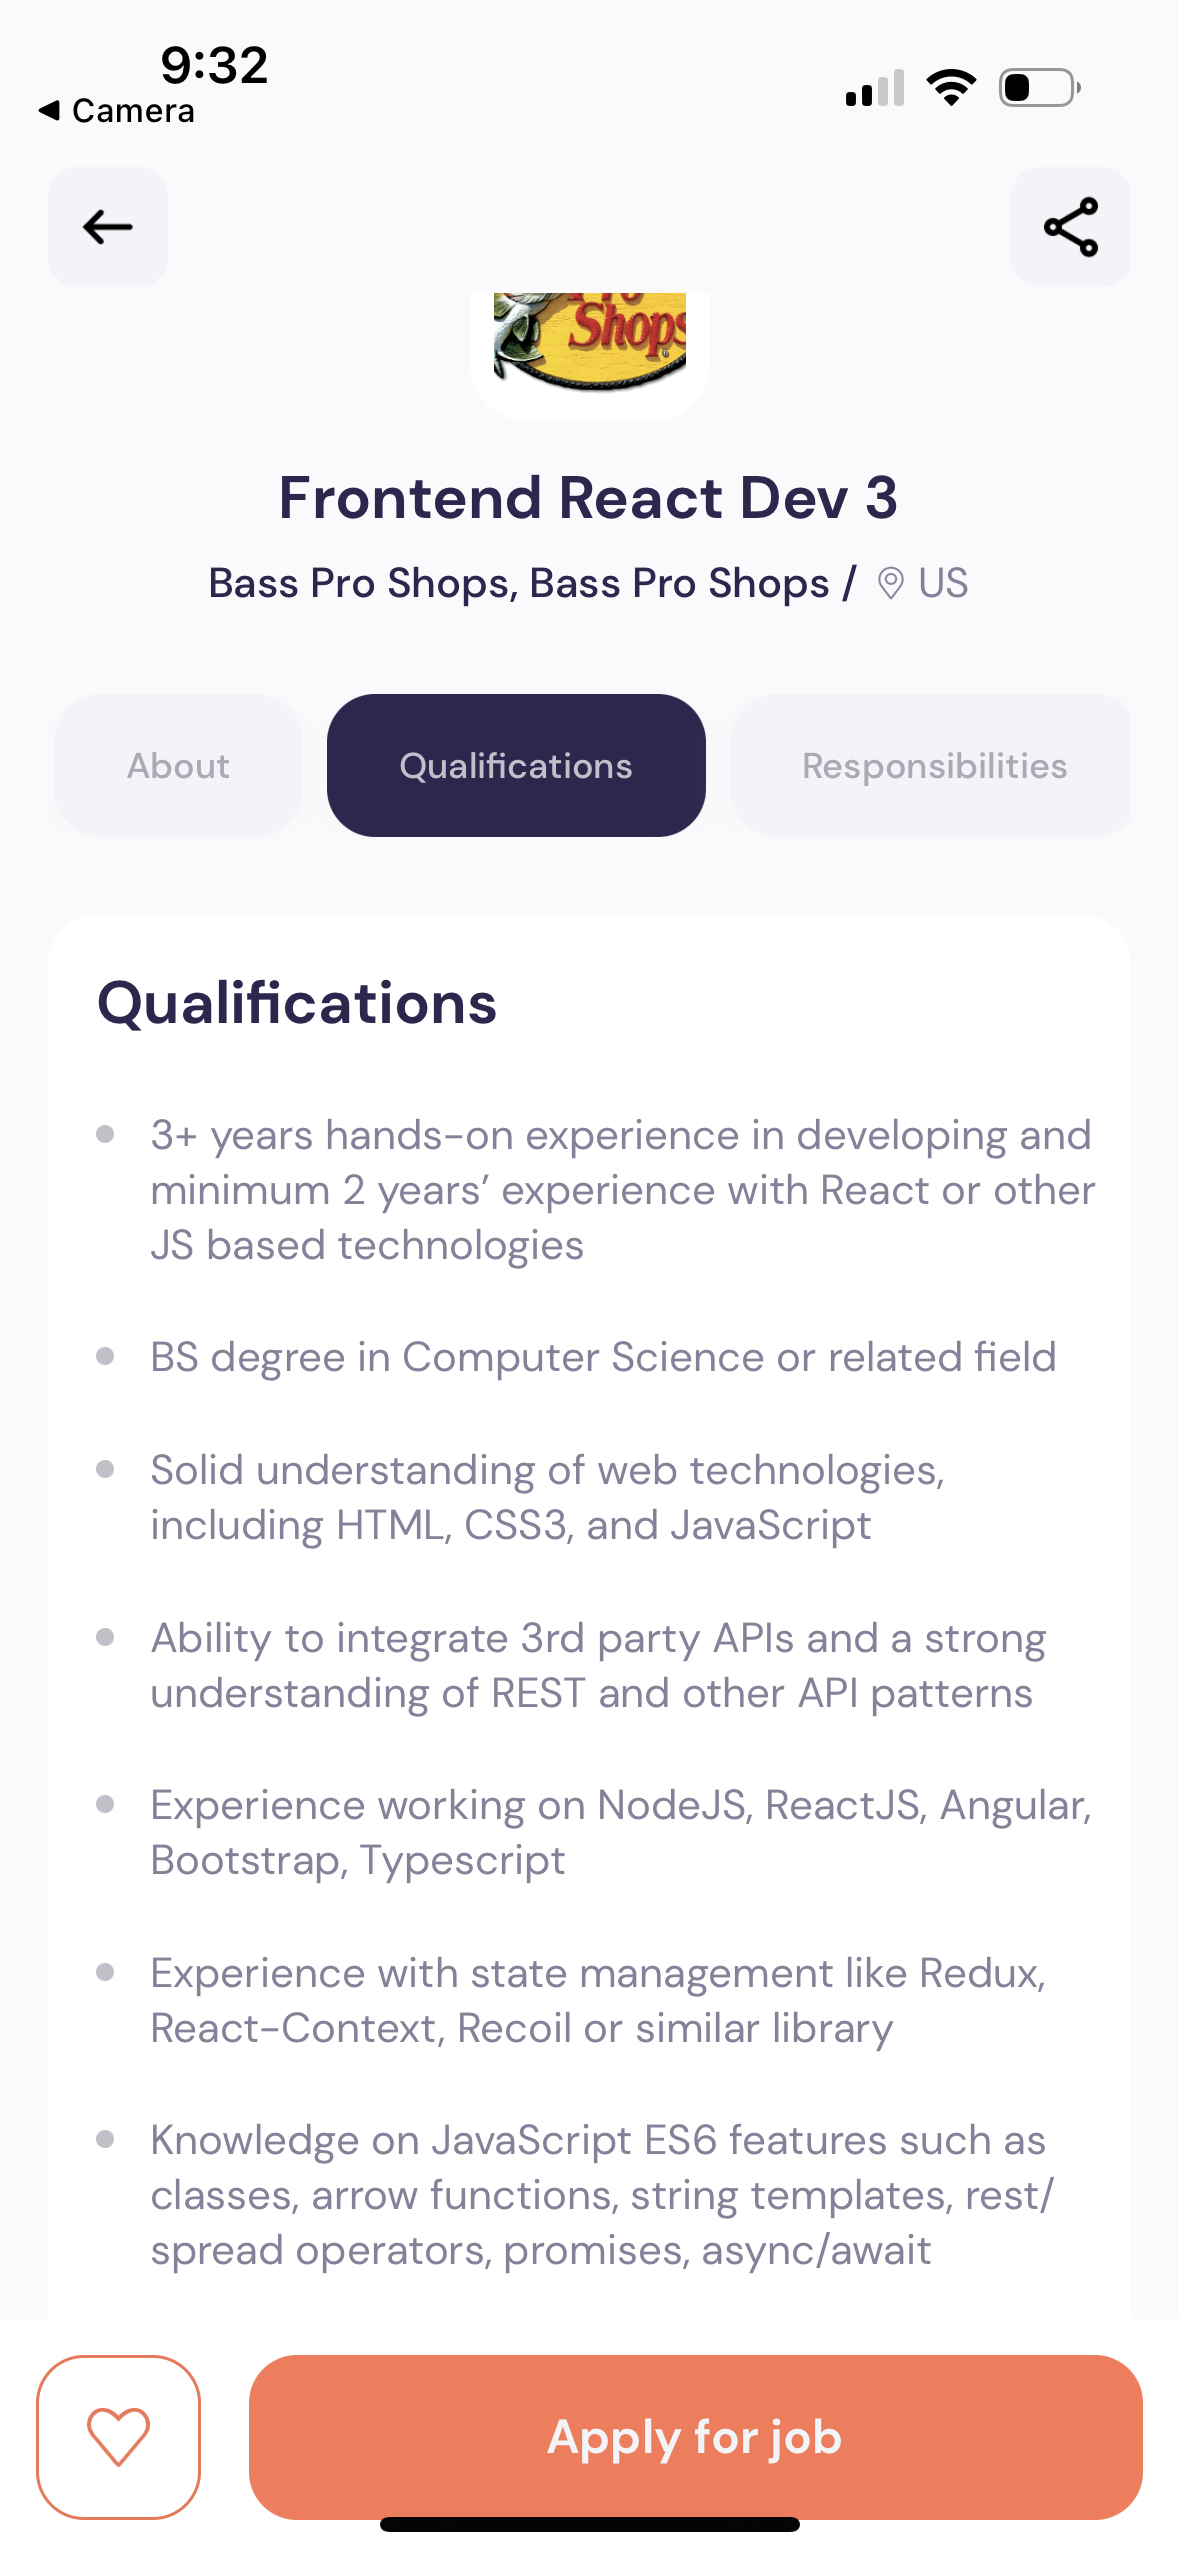 9:32
Camera
Shops
Frontend React Dev 3
Bass Pro Shops, Bass Pro Shops / US
About
Qualifications
Responsibilities
Qualifications
3+ years hands-on experience in developing and
minimum 2 years’ experience with React or other
JS based technologies
BS degree in Computer Science or related field
Solid understanding of web technologies,
including HTML, CSS3, and JavaScript
Ability to integrate 3rd party APIs and a strong
understanding of REST and other API patterns
Experience working on NodeJS, ReactJS, Angular,
Bootstrap, Typescript
Experience with state management like Redux,
React-Context, Recoil or similar library
Knowledge on JavaScript ES6 features such as
classes, arrow functions, string templates, rest/
spread operators, promises, async/await
Apply for job